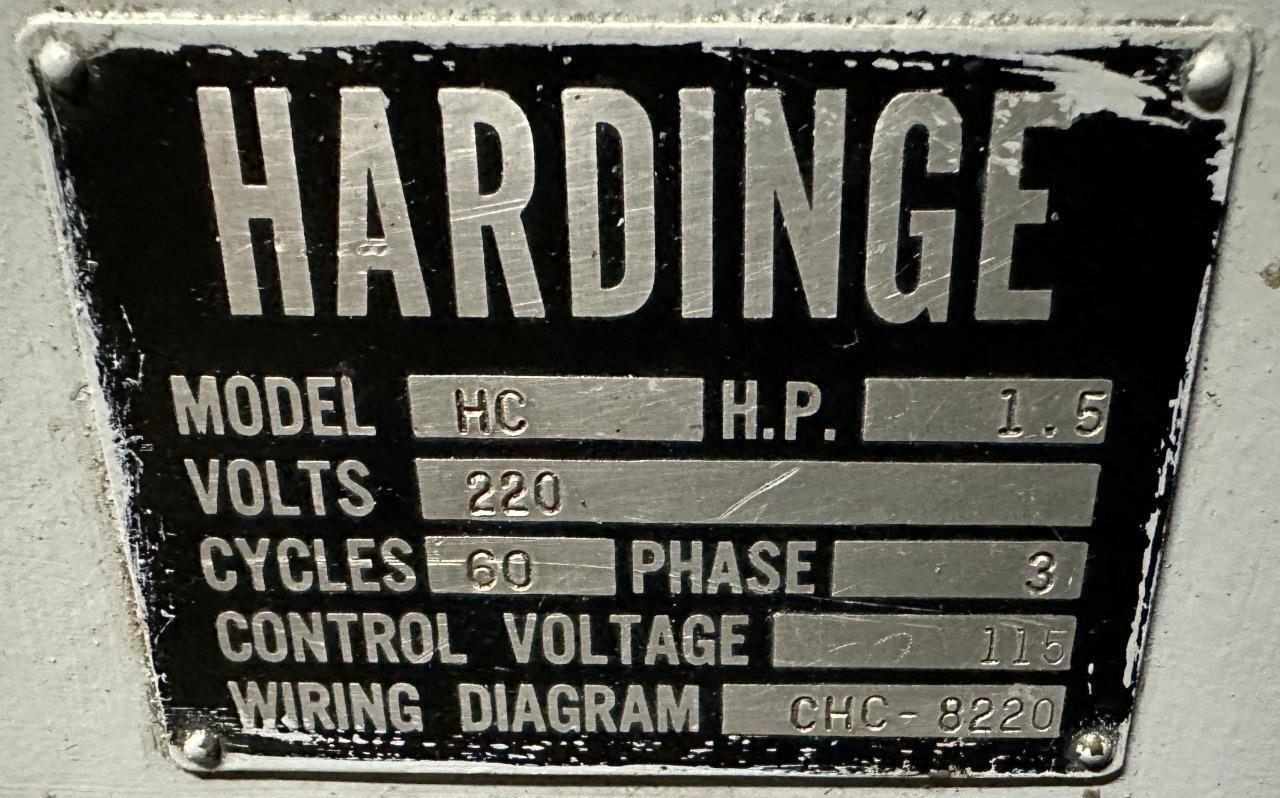 HARDINGE
MODEL HC H.P. 1.5
VOLTS 220
CYCLES 60 PHASE 3
CONTROL VOLTAGE 115
WIRING DIAGRAM CHC-8220